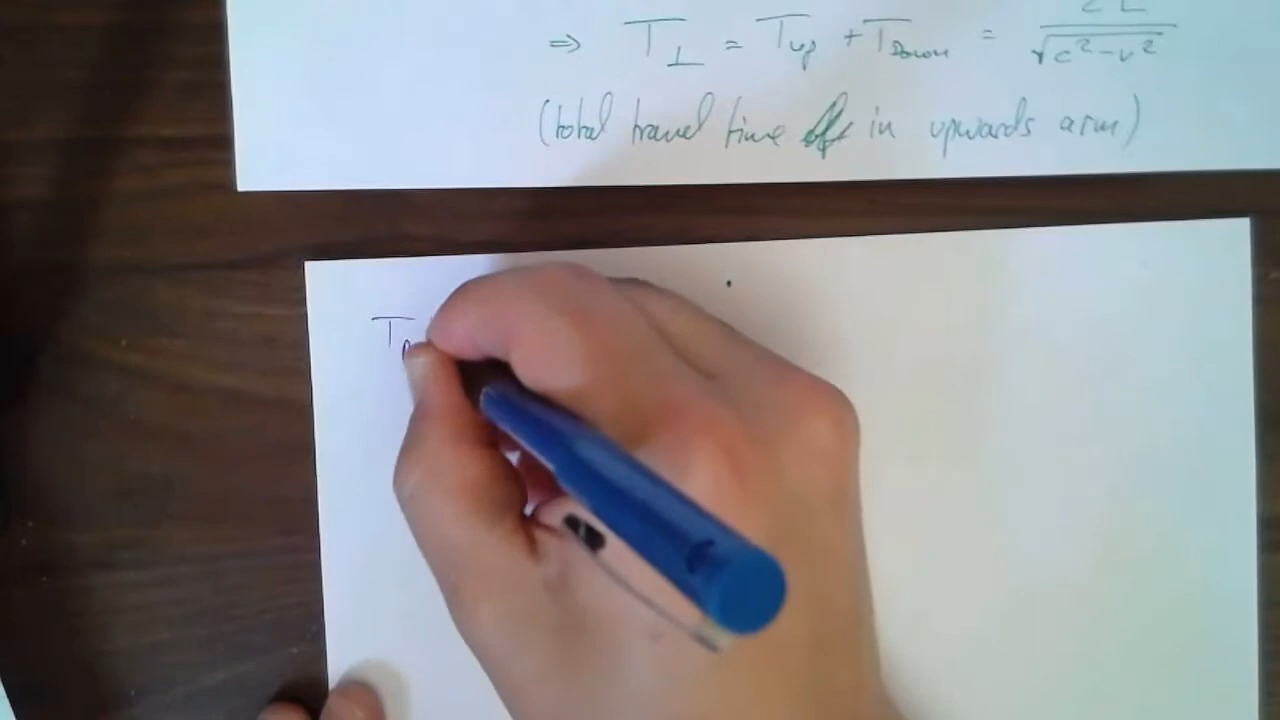 ⇒ T⊥ = Tup + TDown = 2L/√c²-v²
(total travel time in upwards arm)
T